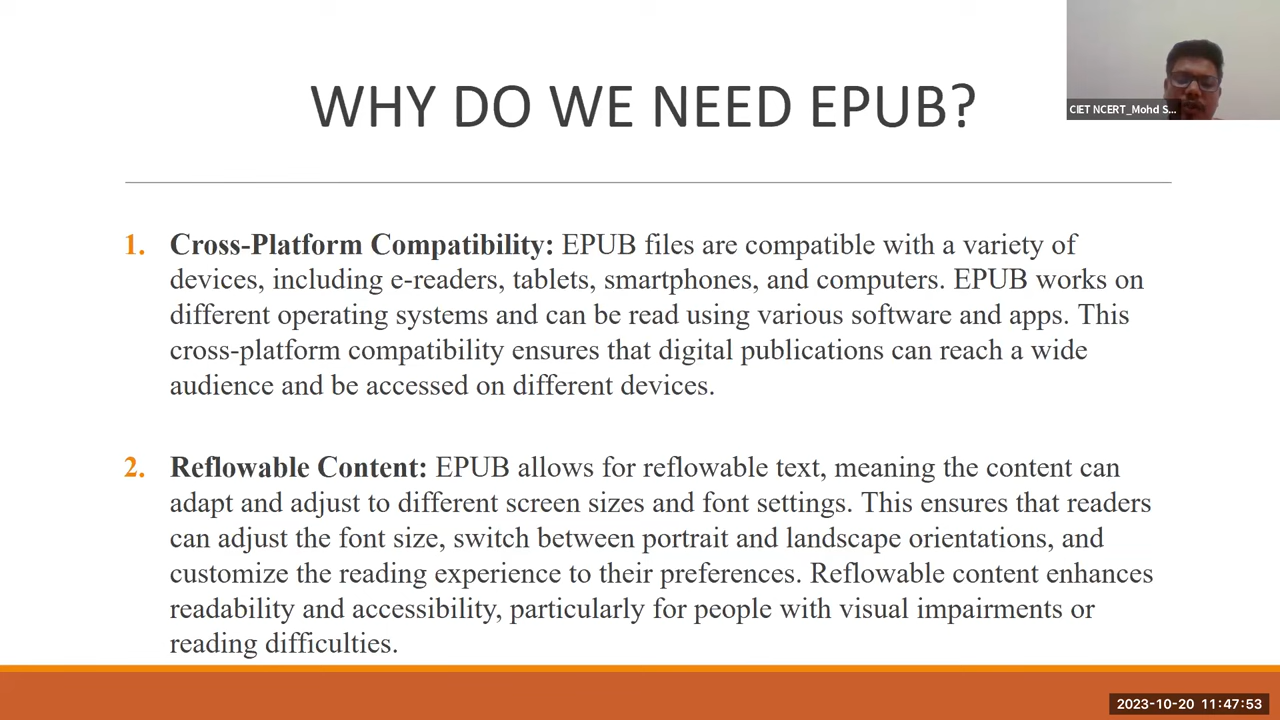 WHY DO WE NEED EPUB?
CIET NCERT_Mohd S...
1. Cross-Platform Compatibility: EPUB files are compatible with a variety of
devices, including e-readers, tablets, smartphones, and computers. EPUB works on
different operating systems and can be read using various software and apps. This
cross-platform compatibility ensures that digital publications can reach a wide
audience and be accessed on different devices.
2. Reflowable Content: EPUB allows for reflowable text, meaning the content can
adapt and adjust to different screen sizes and font settings. This ensures that readers
can adjust the font size, switch between portrait and landscape orientations, and
customize the reading experience to their preferences. Reflowable content enhances
readability and accessibility, particularly for people with visual impairments or
reading difficulties.
2023-10-20 11:47:53